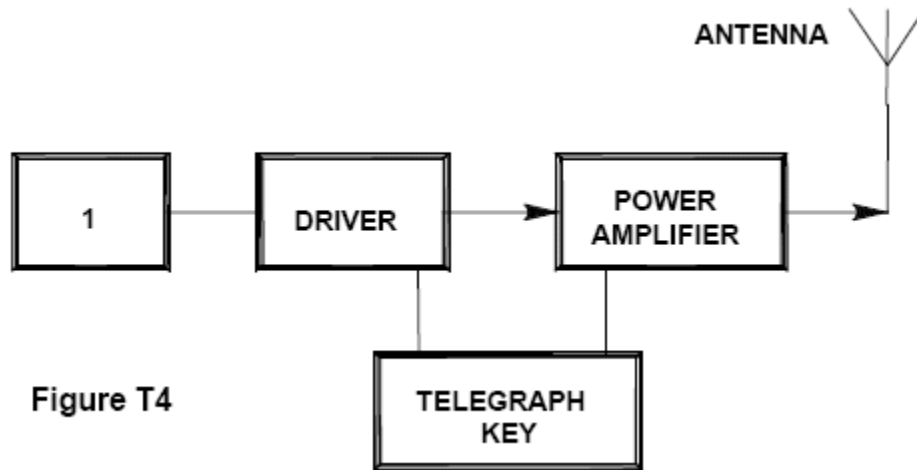 ANTENNA
1
DRIVER
POWER
AMPLIFIER
TELEGRAPH
KEY
Figure T4